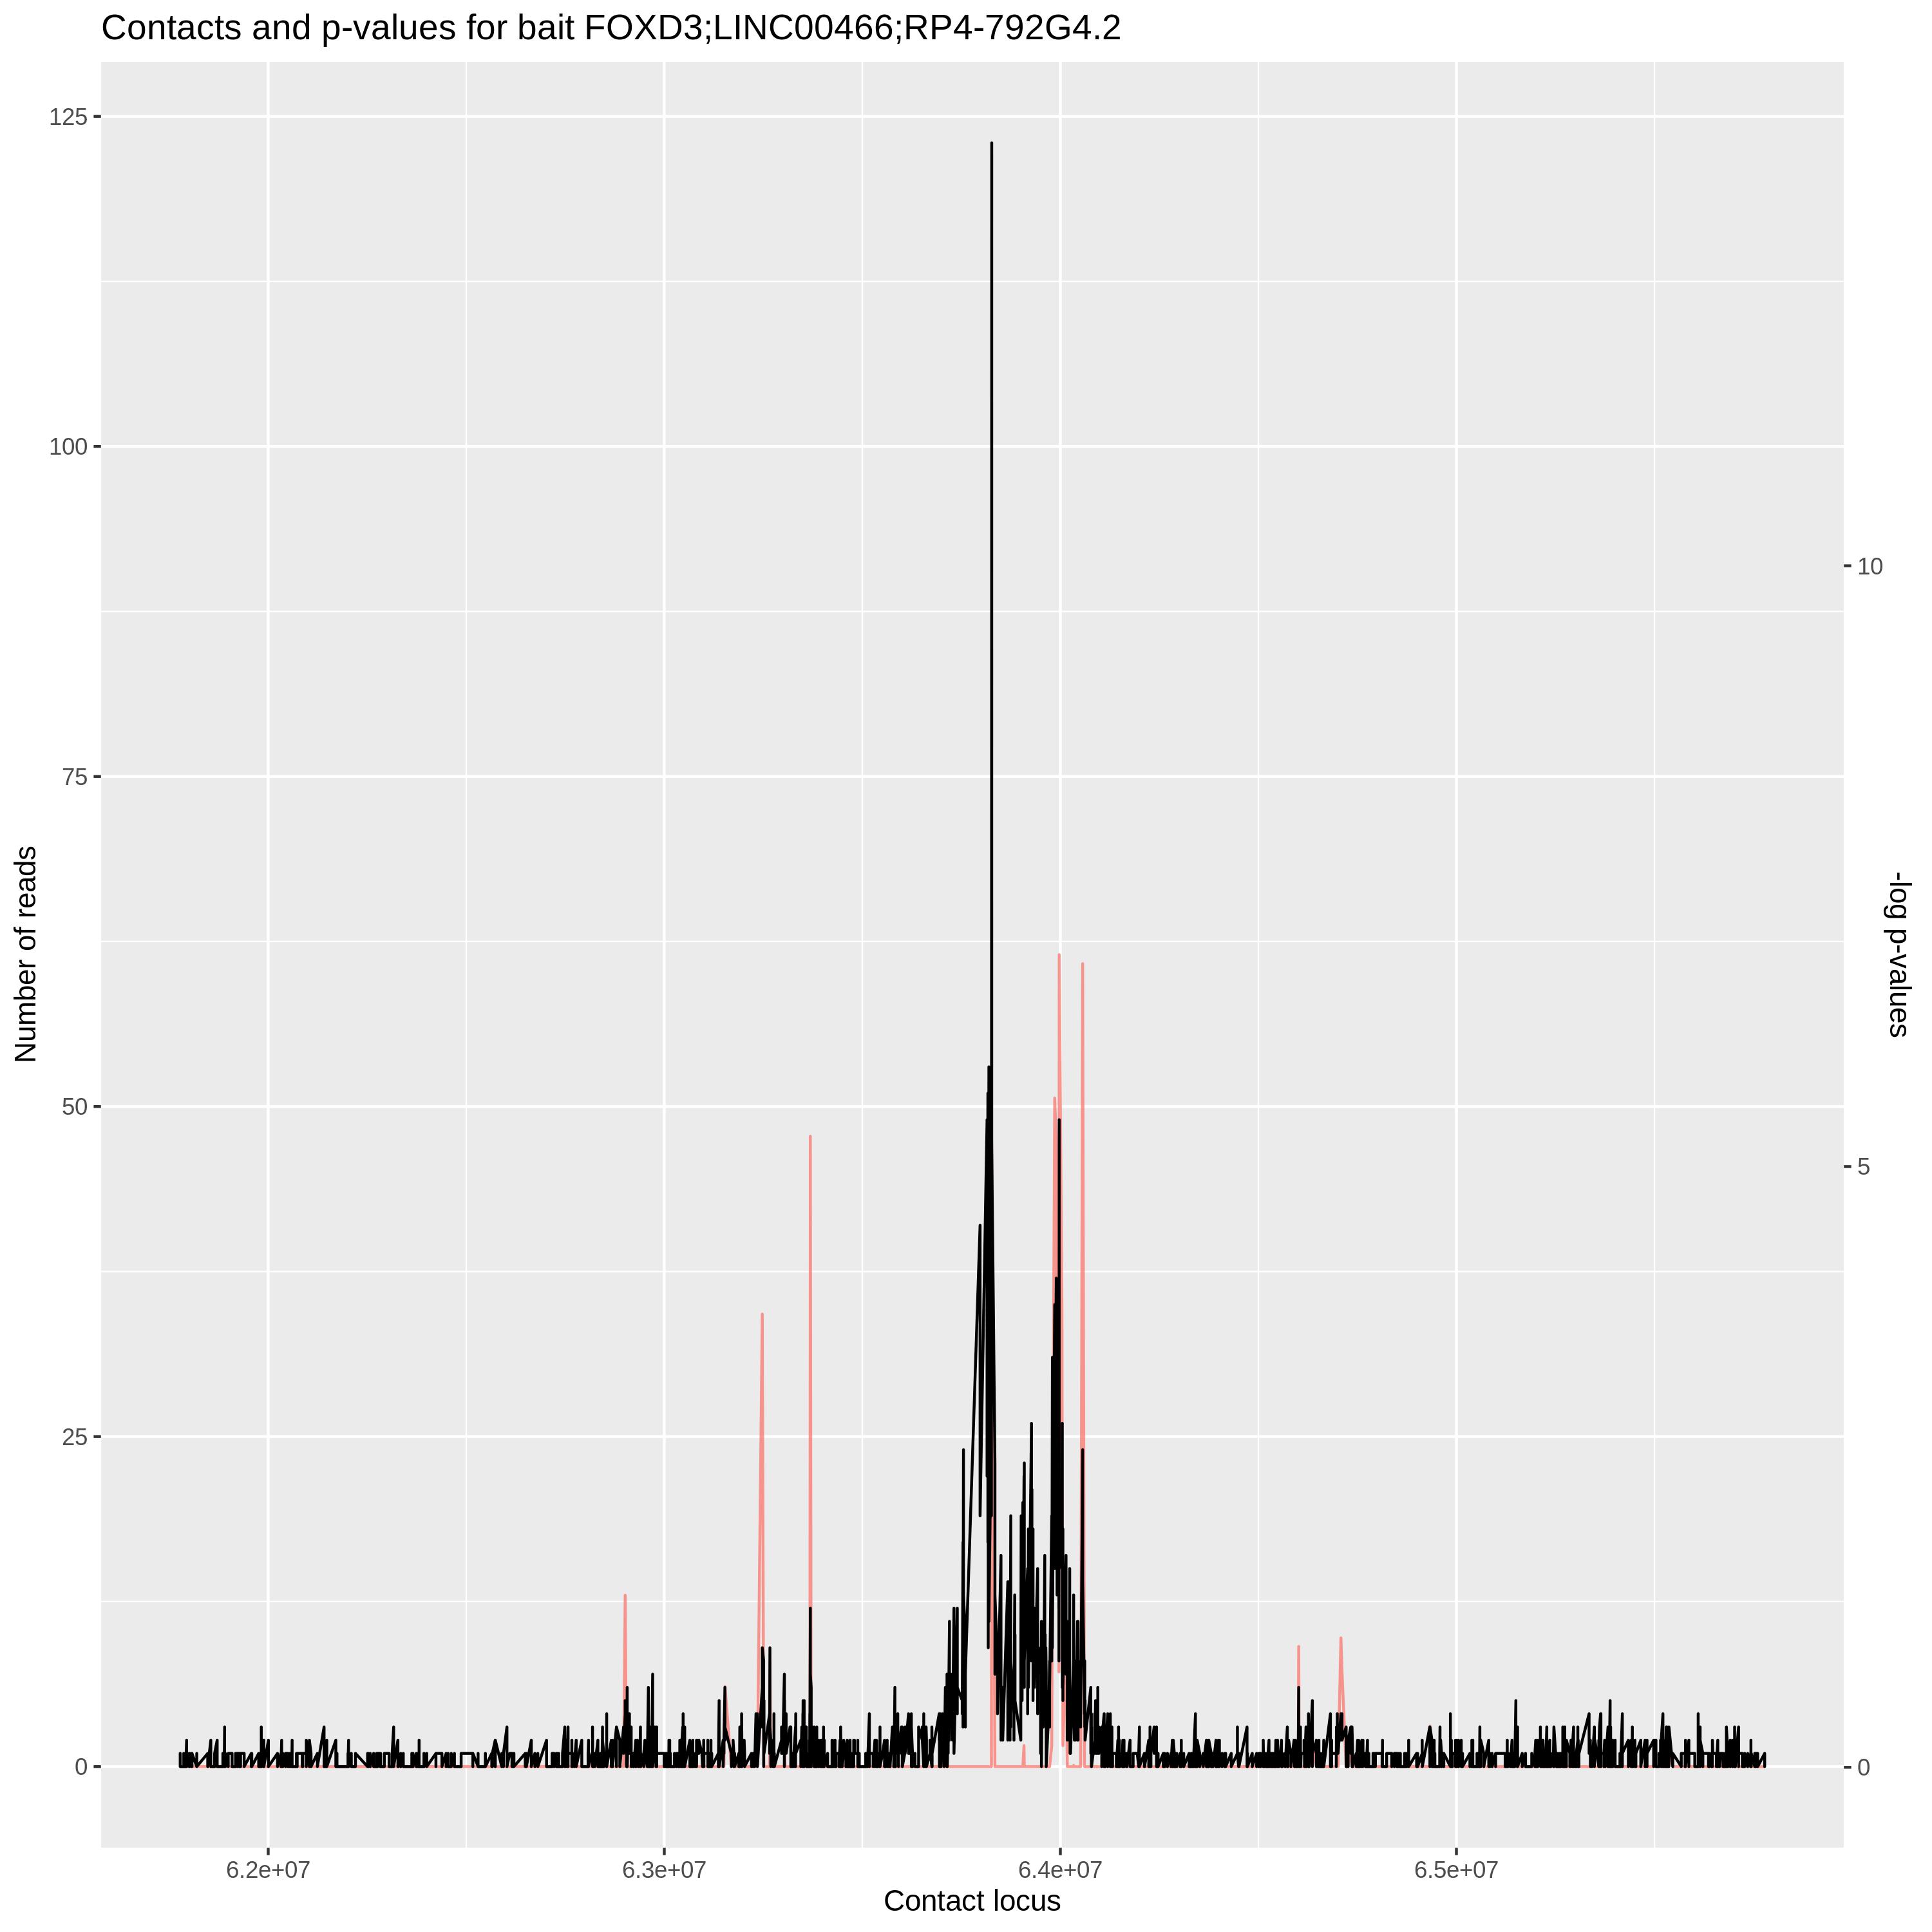 Contacts and p-values for bait FOXD3;LINC00466;RP4-792G4.2
125
100
75
50
25
0
Number of reads
10
5
0
-log p-values
6.2e+07 6.3e+07 6.4e+07 6.5e+07
Contact locus